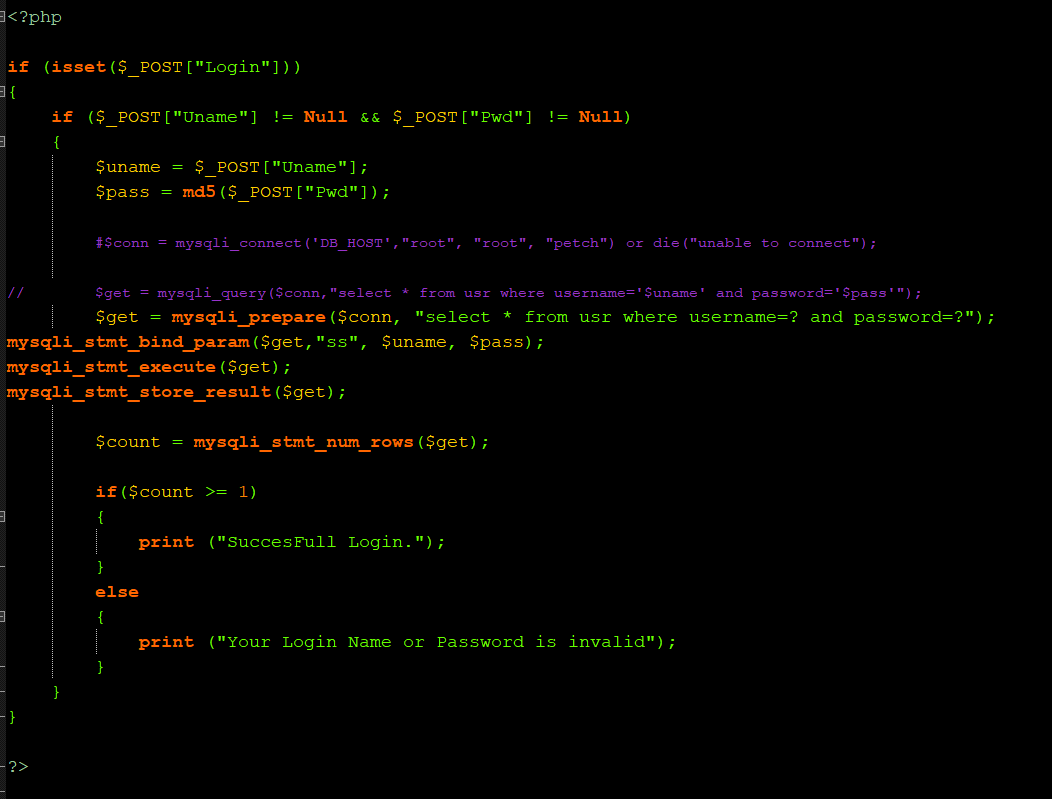 <?php
if (isset($_POST["Login"]))
{
if ($_POST["Uname"] != Null && $_POST["Pwd"] != Null)
{
$uname = $_POST["Uname"];
$pass = md5($_POST["Pwd"]);
#$conn = mysqli_connect('DB_HOST',"root", "root", "petch") or die("unable to connect");
// $get = mysqli_query($conn,"select * from usr where username='$uname' and password='$pass'");
$get = mysqli_prepare($conn, "select * from usr where username=? and password=?");
mysqli_stmt_bind_param($get,"ss", $uname, $pass);
mysqli_stmt_execute($get);
mysqli_stmt_store_result($get);
$count = mysqli_stmt_num_rows($get);
if($count >= 1)
{
print ("SuccesFull Login.");
}
else
{
print ("Your Login Name or Password is invalid");
}
}
}
?>